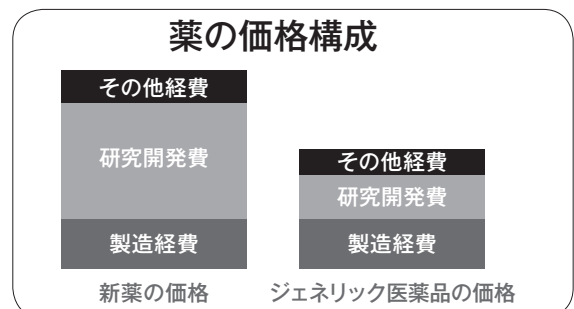 薬の価格構成
その他経費
研究開発費
製造経費
新薬の価格
その他経費
研究開発費
製造経費
ジェネリック医薬品の価格